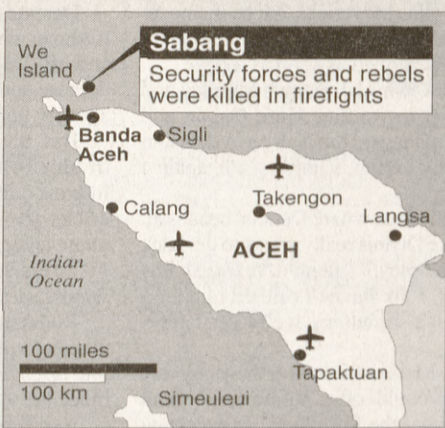 We
Island
Sabang
Security forces and rebels
were killed in firefights
Banda
Aceh
Sigli
Calang
Takengon
Langsa
ACEH
Indian
Ocean
100 miles
100 km
Tapaktuan
Simeuleui